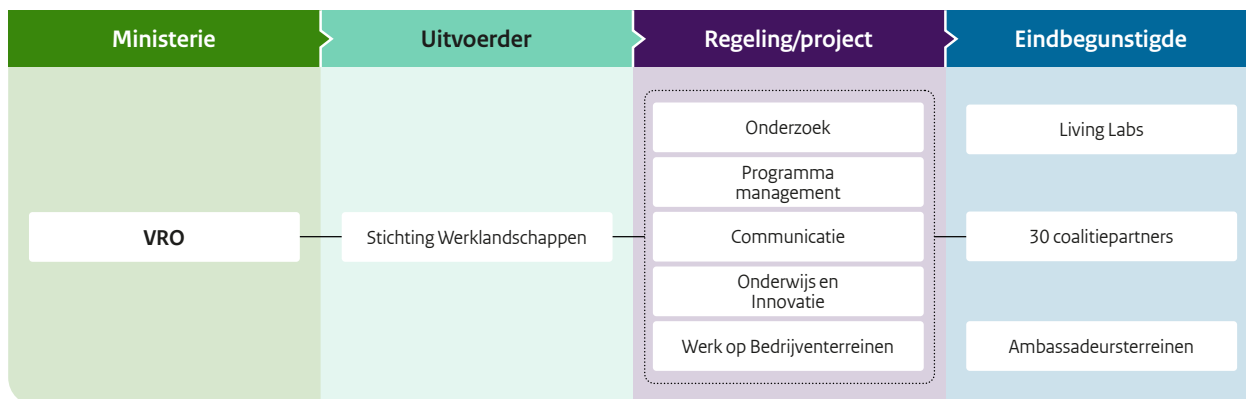 Ministerie
Uitvoerder
Regeling/project
Eindbegunstigde
VRO
Stichting Werklandschappen
Onderzoek
Programma
management
Communicatie
Onderwijs en
Innovatie
Werk op Bedrijventerreinen
Living Labs
30 coalitiepartners
Ambassadeursterreinen